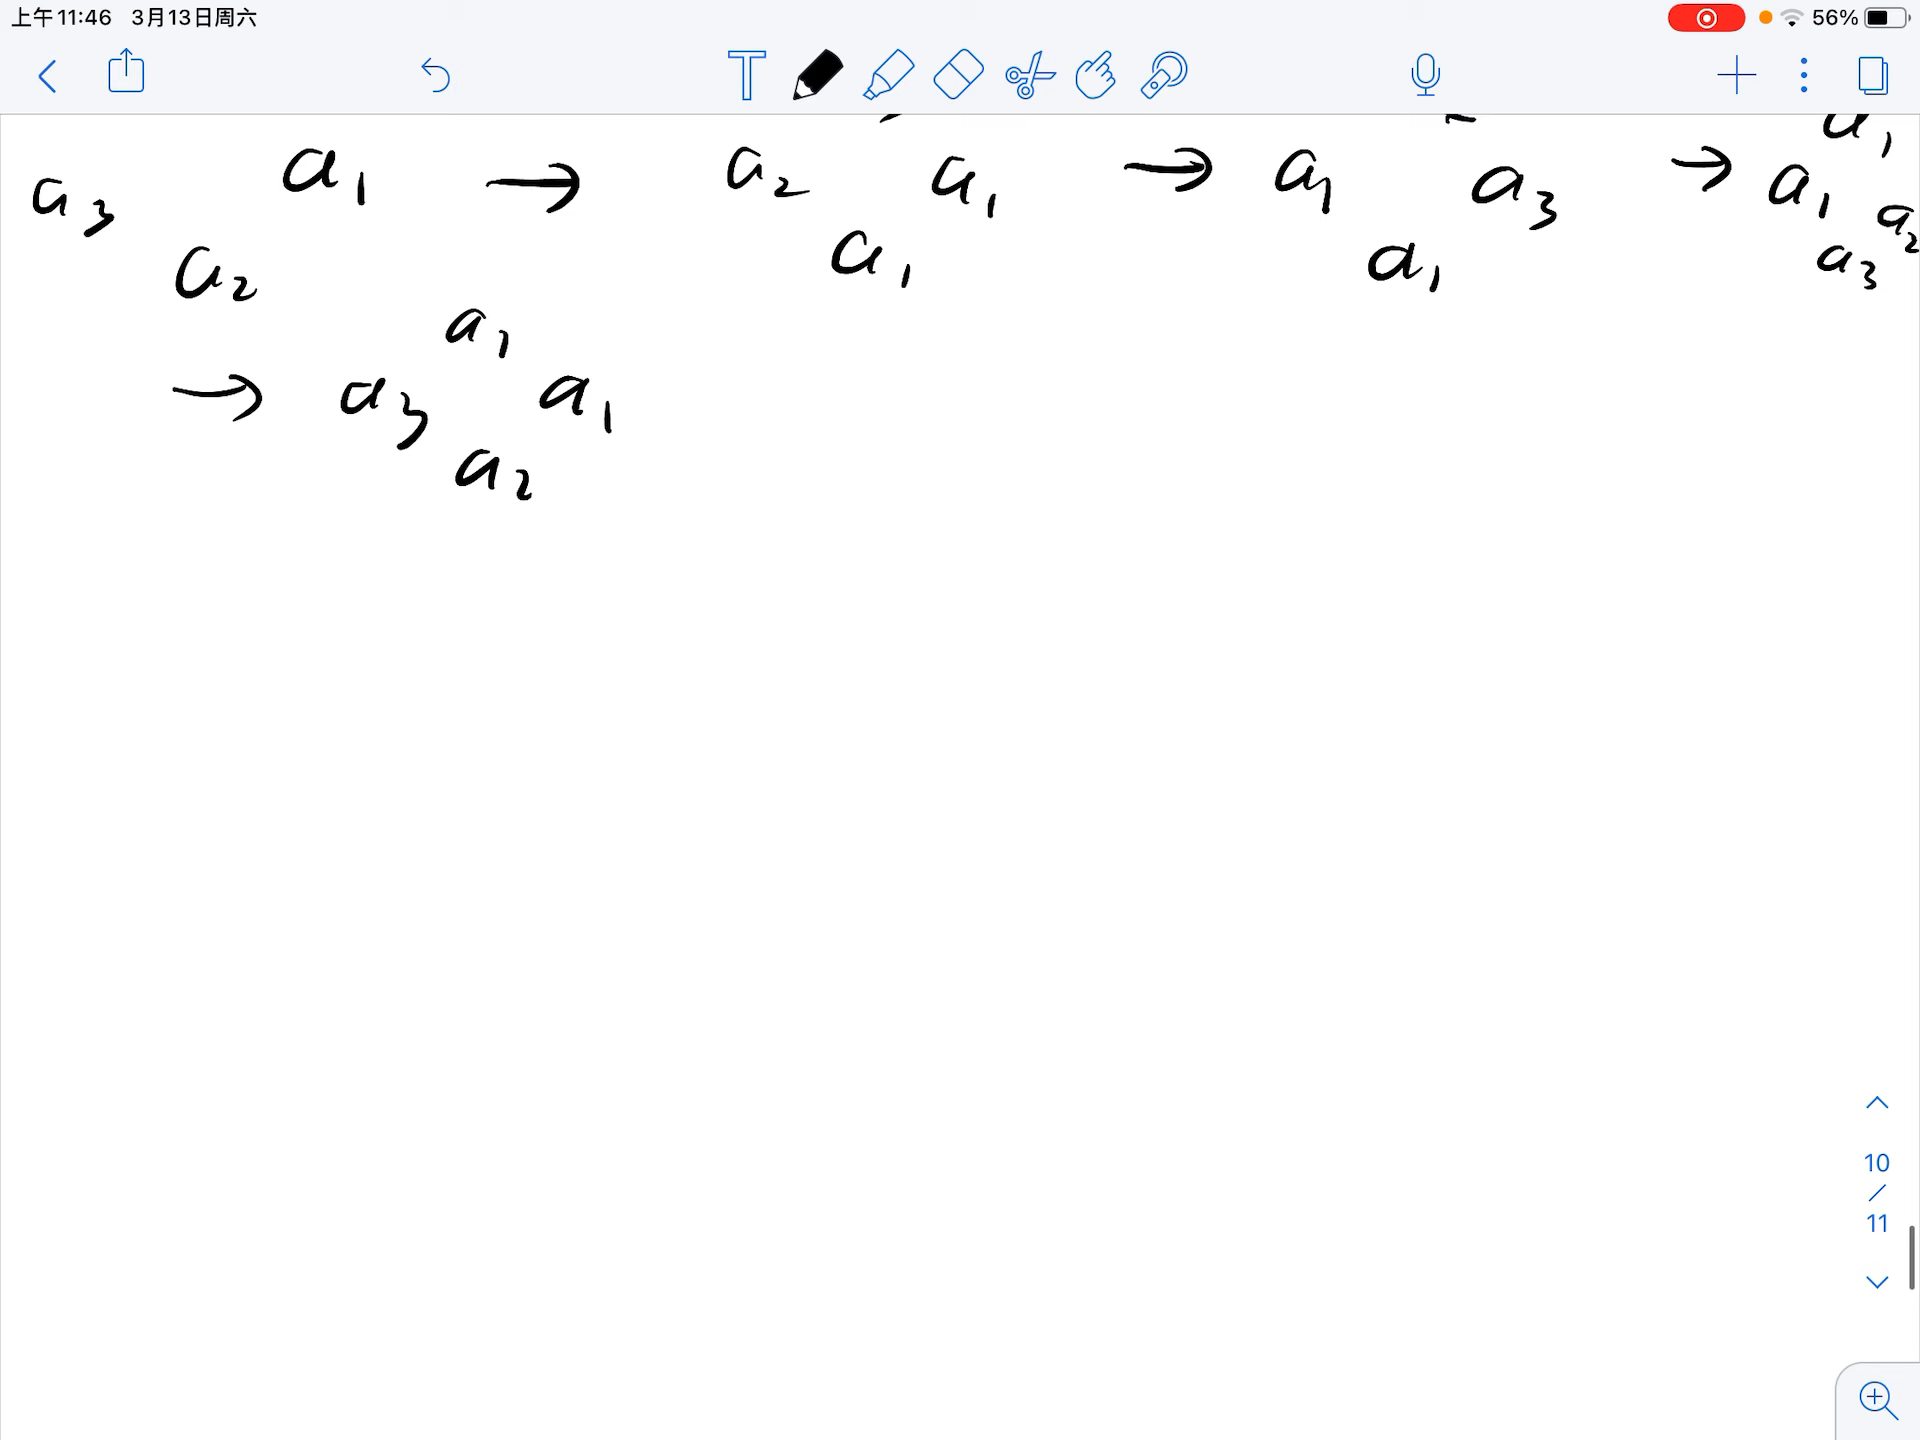 上午11:46 3月13日周六 56%
a₃ a₁ → a₂ a₁ → a₁ a₃ → a₁ a₂
a₂ a₁ a₁ a₃
a₁
→ a₃ a₁
a₂
10
/
11